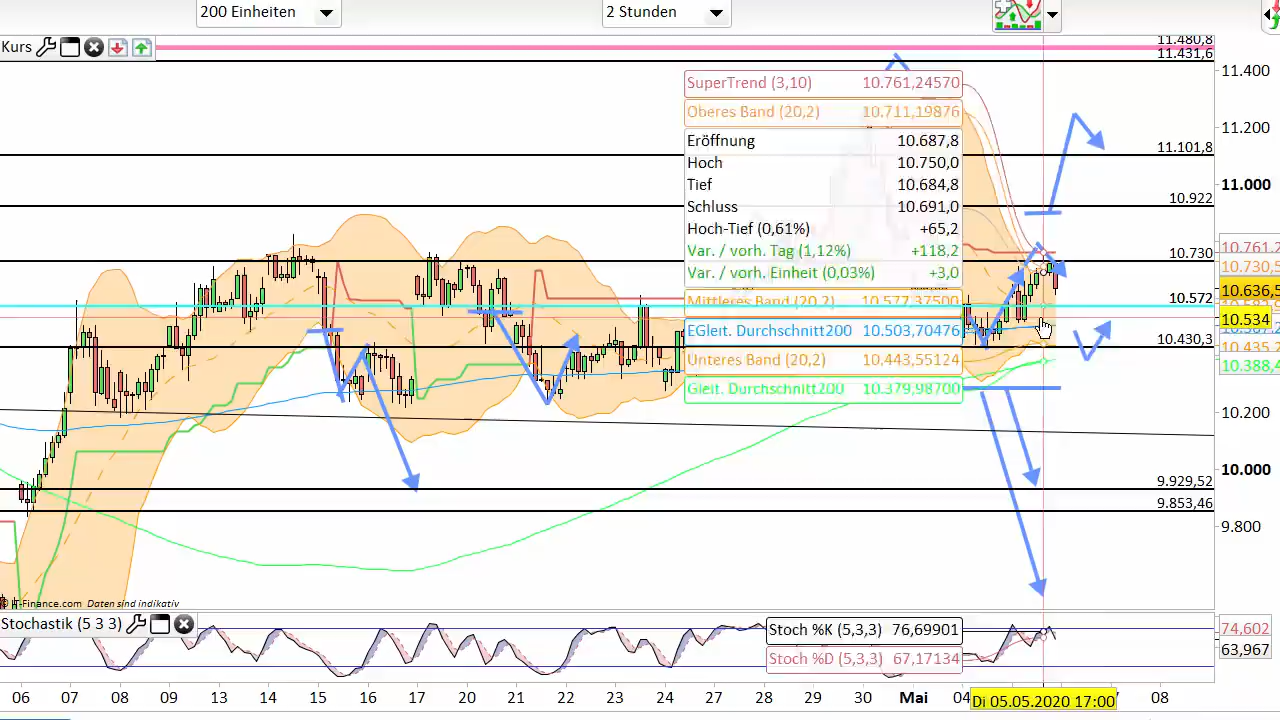 200 Einheiten
2 Stunden
Kurs
11.480,8
11.431,6
11.400
11.200
11.101,8
11.000
10.922
10.730
10.572
10.430,3
10.200
10.000
9.929,52
9.853,46
9.800
10.761,2
10.730,5
10.636,5
10.534
10.435,2
10.388,4
SuperTrend (3,10) 10.761,24570
Oberes Band (20,2) 10.711,19876
Eröffnung 10.687,8
Hoch 10.750,0
Tief 10.684,8
Schluss 10.691,0
Hoch-Tief (0,61%) +65,2
Var. / vorh. Tag (1,12%) +118,2
Var. / vorh. Einheit (0,03%) +3,0
Mittleres Band (20,2) 10.577,37500
EGleit. Durchschnitt200 10.503,70476
Unteres Band (20,2) 10.443,55124
Gleit. Durchschnitt200 10.379,98700
© IT-Finance.com Daten sind indikativ
Stochastik (5 3 3)
Stoch %K (5,3,3) 76,69901
Stoch %D (5,3,3) 67,17134
74,602
63,967
06 07 08 09 13 14 15 16 17 20 21 22 23 24 27 28 29 30 Mai 04 Di 05.05.2020 17:00 08